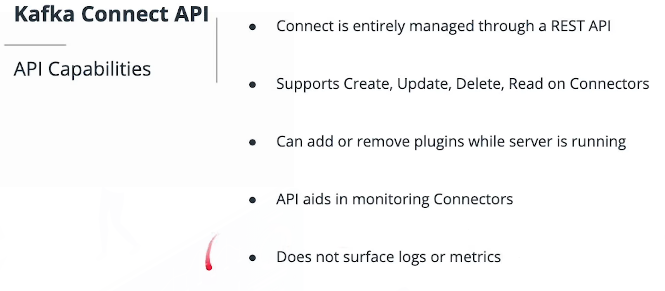 Kafka Connect API
API Capabilities
• Connect is entirely managed through a REST API
• Supports Create, Update, Delete, Read on Connectors
• Can add or remove plugins while server is running
• API aids in monitoring Connectors
• Does not surface logs or metrics